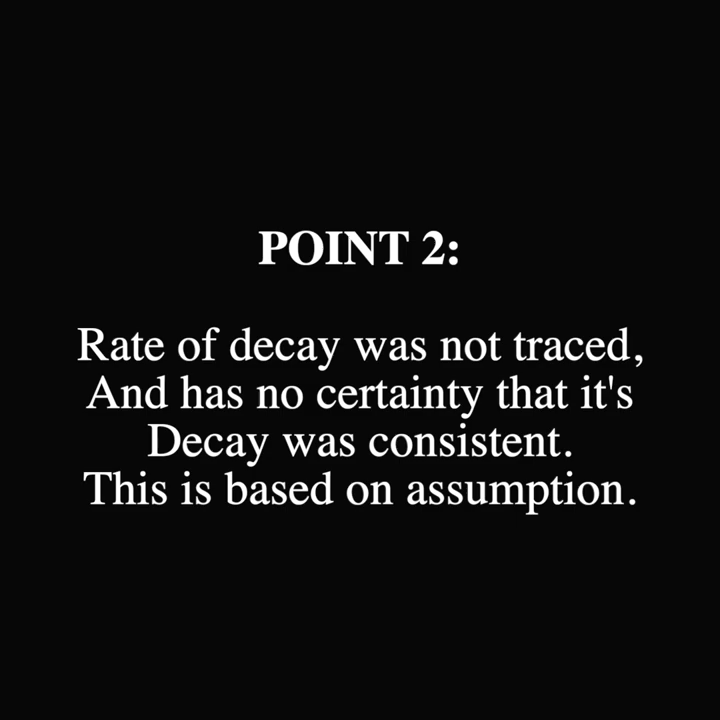 POINT 2:
Rate of decay was not traced,
And has no certainty that it's
Decay was consistent.
This is based on assumption.